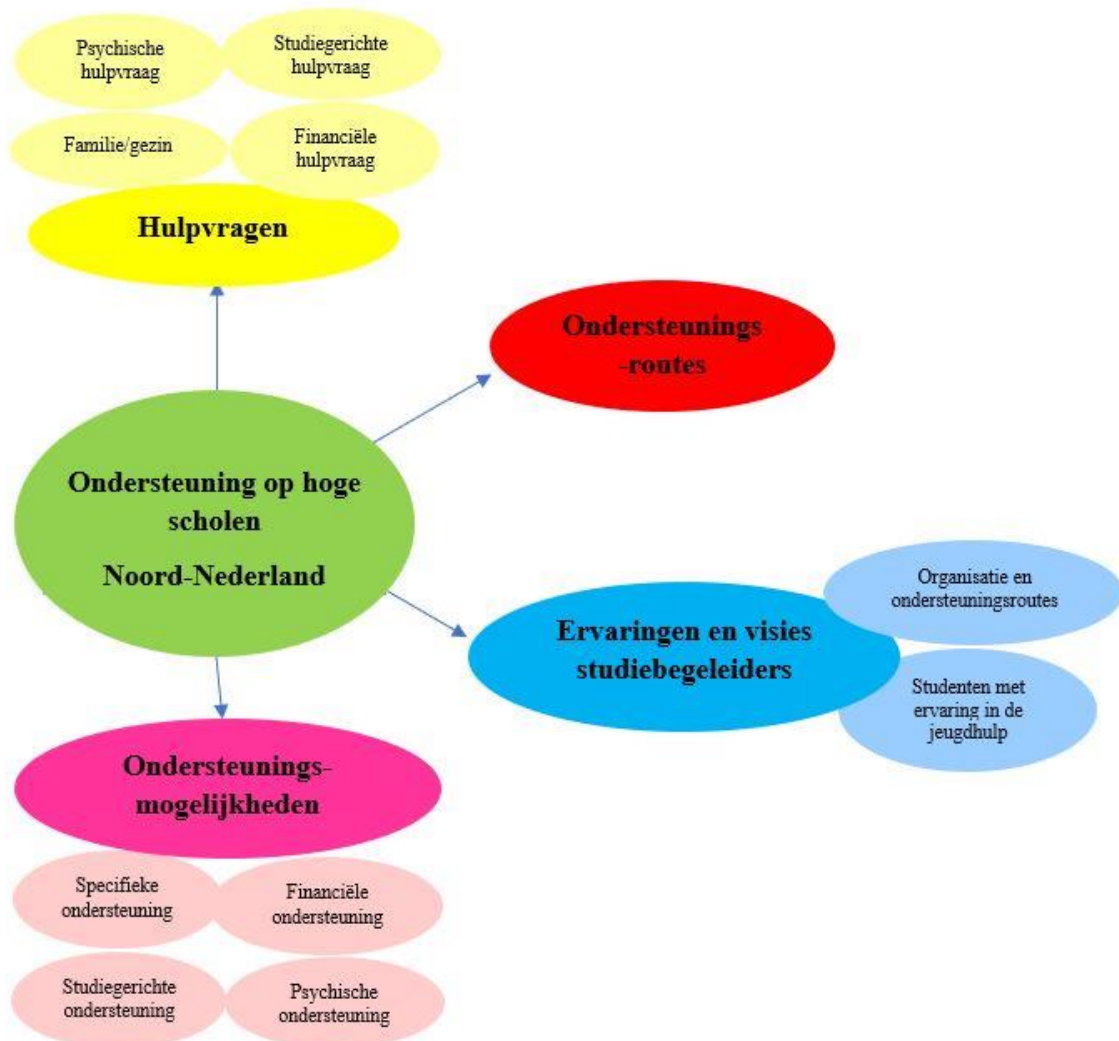 Psychische
hulpvraag
Studiegerichte
hulpvraag
Familie/gezin
Financiële
hulpvraag
Hulpvragen
Ondersteunings
-routes
Ondersteuning op hoge
scholen
Noord-Nederland
Ervaringen en visies
studiebegeleiders
Organisatie en
ondersteuningsroutes
Studenten met
ervaring in de
jeugdhulp
Ondersteunings-
mogelijkheden
Specifieke
ondersteuning
Financiële
ondersteuning
Studiegerichte
ondersteuning
Psychische
ondersteuning